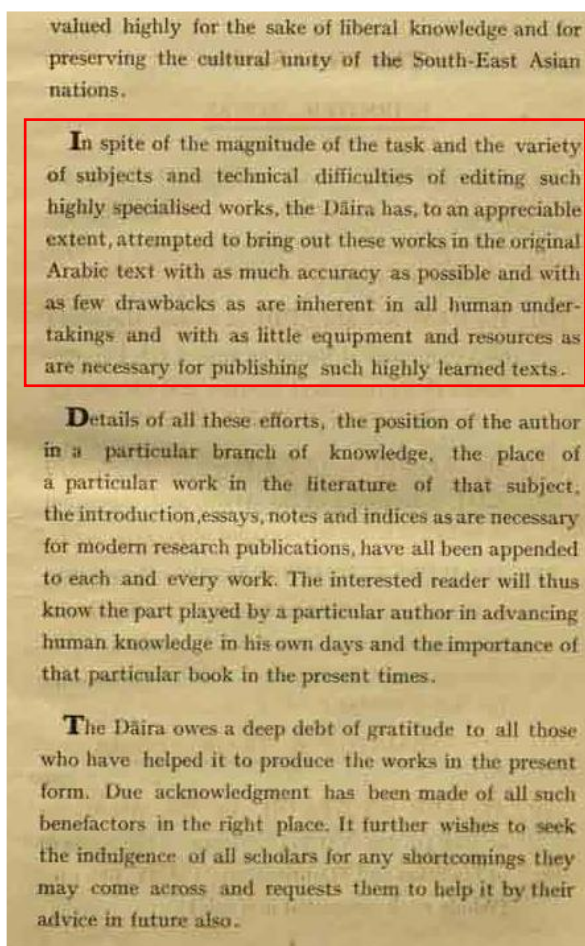 valued highly for the sake of liberal knowledge and for
preserving the cultural unity of the South-East Asian
nations.
In spite of the magnitude of the task and the variety
of subjects and technical difficulties of editing such
highly specialised works, the Dāira has, to an appreciable
extent, attempted to bring out these works in the original
Arabic text with as much accuracy as possible and with
as few drawbacks as are inherent in all human under-
takings and with as little equipment and resources as
are necessary for publishing such highly learned texts.
Details of all these efforts, the position of the author
in a particular branch of knowledge, the place of
a particular work in the literature of that subject,
the introduction,essays, notes and indices as are necessary
for modern research publications, have all been appended
to each and every work. The interested reader will thus
know the part played by a particular author in advancing
human knowledge in his own days and the importance of
that particular book in the present times.
The Dāira owes a deep debt of gratitude to all those
who have helped it to produce the works in the present
form. Due acknowledgment has been made of all such
benefactors in the right place. It further wishes to seek
the indulgence of all scholars for any shortcomings they
may come across and requests them to help it by their
advice in future also.